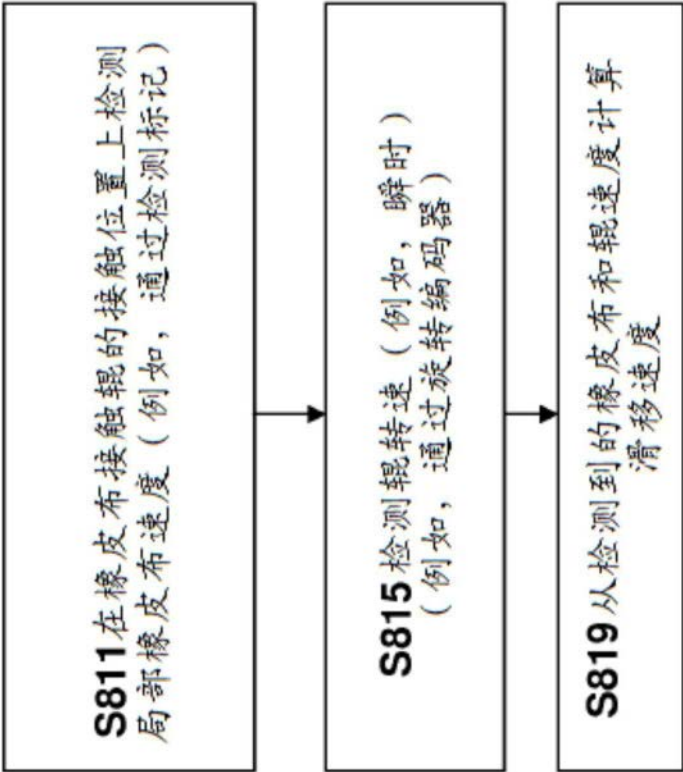 S811在橡皮布接触辊的接触位置上检测
局部橡皮布速度（例如，通过检测标记）
S815检测辊转速（例如，瞬时）
（例如，通过旋转编码器）
S819从检测到的橡皮布和辊速度计算
滑移速度